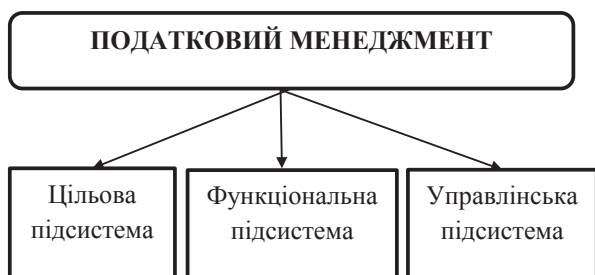 ПОДАТКОВИЙ МЕНЕДЖМЕНТ
Цільова
підсистема
Функціональна
підсистема
Управлінська
підсистема